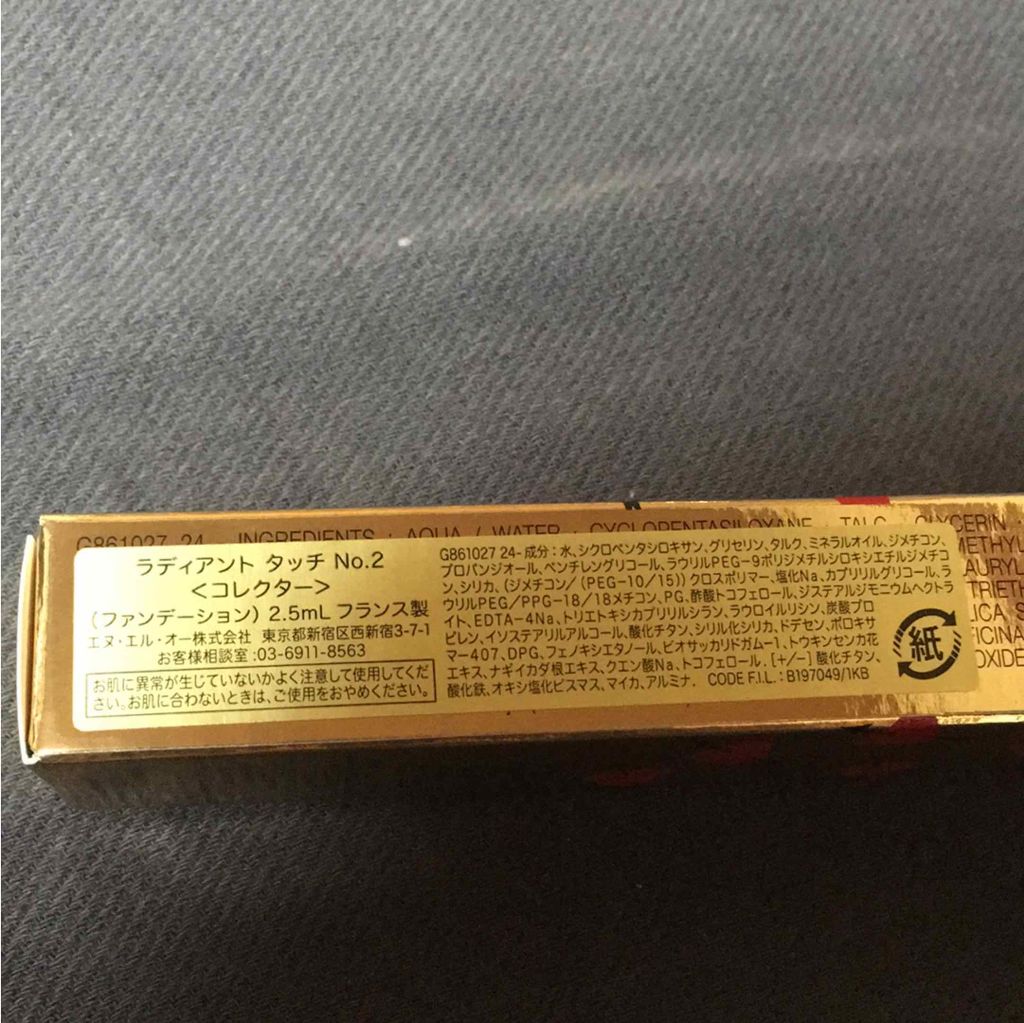 G861027 24 INGREDIENTS : AQUA / WATER CYCLOPENTASILOXANE TALC GLYCERIN
ラディアント タッチ No.2
<コレクター>
(ファンデーション) 2.5mL フランス製
エヌ・エル・オー株式会社 東京都新宿区西新宿3-7-1
お客様相談室:03-6911-8563
お肌に異常が生じていないかよく注意して使用してくだ
さい。お肌に合わないときは、ご使用をおやめください。
G861027 24- 成分:水、シクロペンタシロキサン、グリセリン、タルク、ミネラルオイル、ジメチコン、
プロパンジオール、ペンチレングリコール、ラウリルPEG-9ポリジメチルシロキシエチルジメチコ
ン、シリカ、(ジメチコン/(PEG-10/15))クロスポリマー、塩化Na、カプリリルグリコール、ラ
ウリルPEG/PPG-18/18メチコン、PG、酢酸トコフェロール、ジステアルジモニウムヘクトラ
イト、EDTA-4Na、トリエトキシカプリリルシラン、ラウロイルリシン、炭酸プロ
ピレン、イソステアリルアルコール、酸化チタン、シリル化シリカ、ドデセン、ポロキサ
マー407、DPG、フェノキシエタノール、ビオサッカリドガム-1、トウキンセンカ花
エキス、ナギイカダ根エキス、クエン酸Na、トコフェロール. [+/-] 酸化チタン、
酸化鉄、オキシ塩化ビスマス、マイカ、アルミナ. CODE F.I.L. : B197049/1KB
紙
METHYL
AURYL
TRIETH
LICA S
FICINA
OXIDE